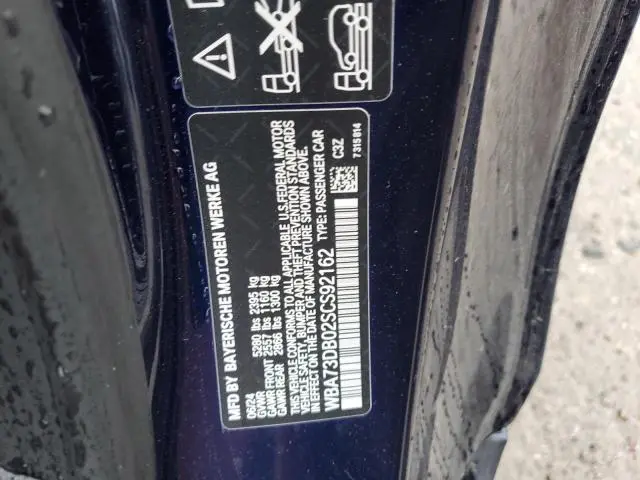 MFD BY BAYERISCHE MOTOREN WERKE AG
06/24
GVWR 5280 lbs 2395 kg
GAWR FRONT 2557 lbs 1160 kg
GAWR REAR 2866 lbs 1300 kg
THIS VEHICLE CONFORMS TO ALL APPLICABLE U.S. FEDERAL MOTOR
VEHICLE SAFETY, BUMPER AND THEFT PREVENTION STANDARDS
IN EFFECT ON THE DATE OF MANUFACTURE SHOWN ABOVE.
WBA73DB02SCS92162 TYPE: PASSENGER CAR
C3Z
7315814